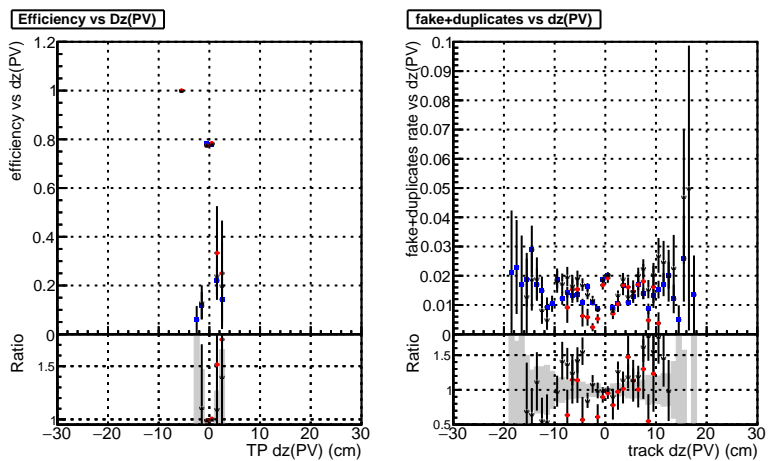 Efficiency vs Dz(PV)
efficiency vs dz(PV)
1.2
1
0.8
0.6
0.4
0.2
0
Ratio
1.5
1
−30 −20 −10 0 10 20 30
TP dz(PV) (cm)
fake+duplicates vs dz(PV)
fake+duplicates rate vs dz(PV)
0.1
0.09
0.08
0.07
0.06
0.05
0.04
0.03
0.02
0.01
0
Ratio
1.5
1
0.5
−30 −20 −10 0 10 20 30
track dz(PV) (cm)